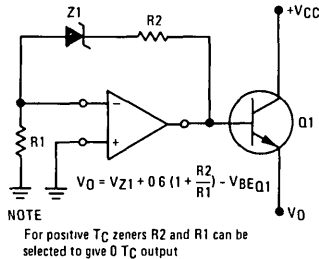 Z1
R2
+VCC
R1
−
+
Q1
VO = VZ1 + 0 6 (1 + R2/R1) − VBEQ1
VO
NOTE
For positive TC zeners R2 and R1 can be
selected to give 0 TC output